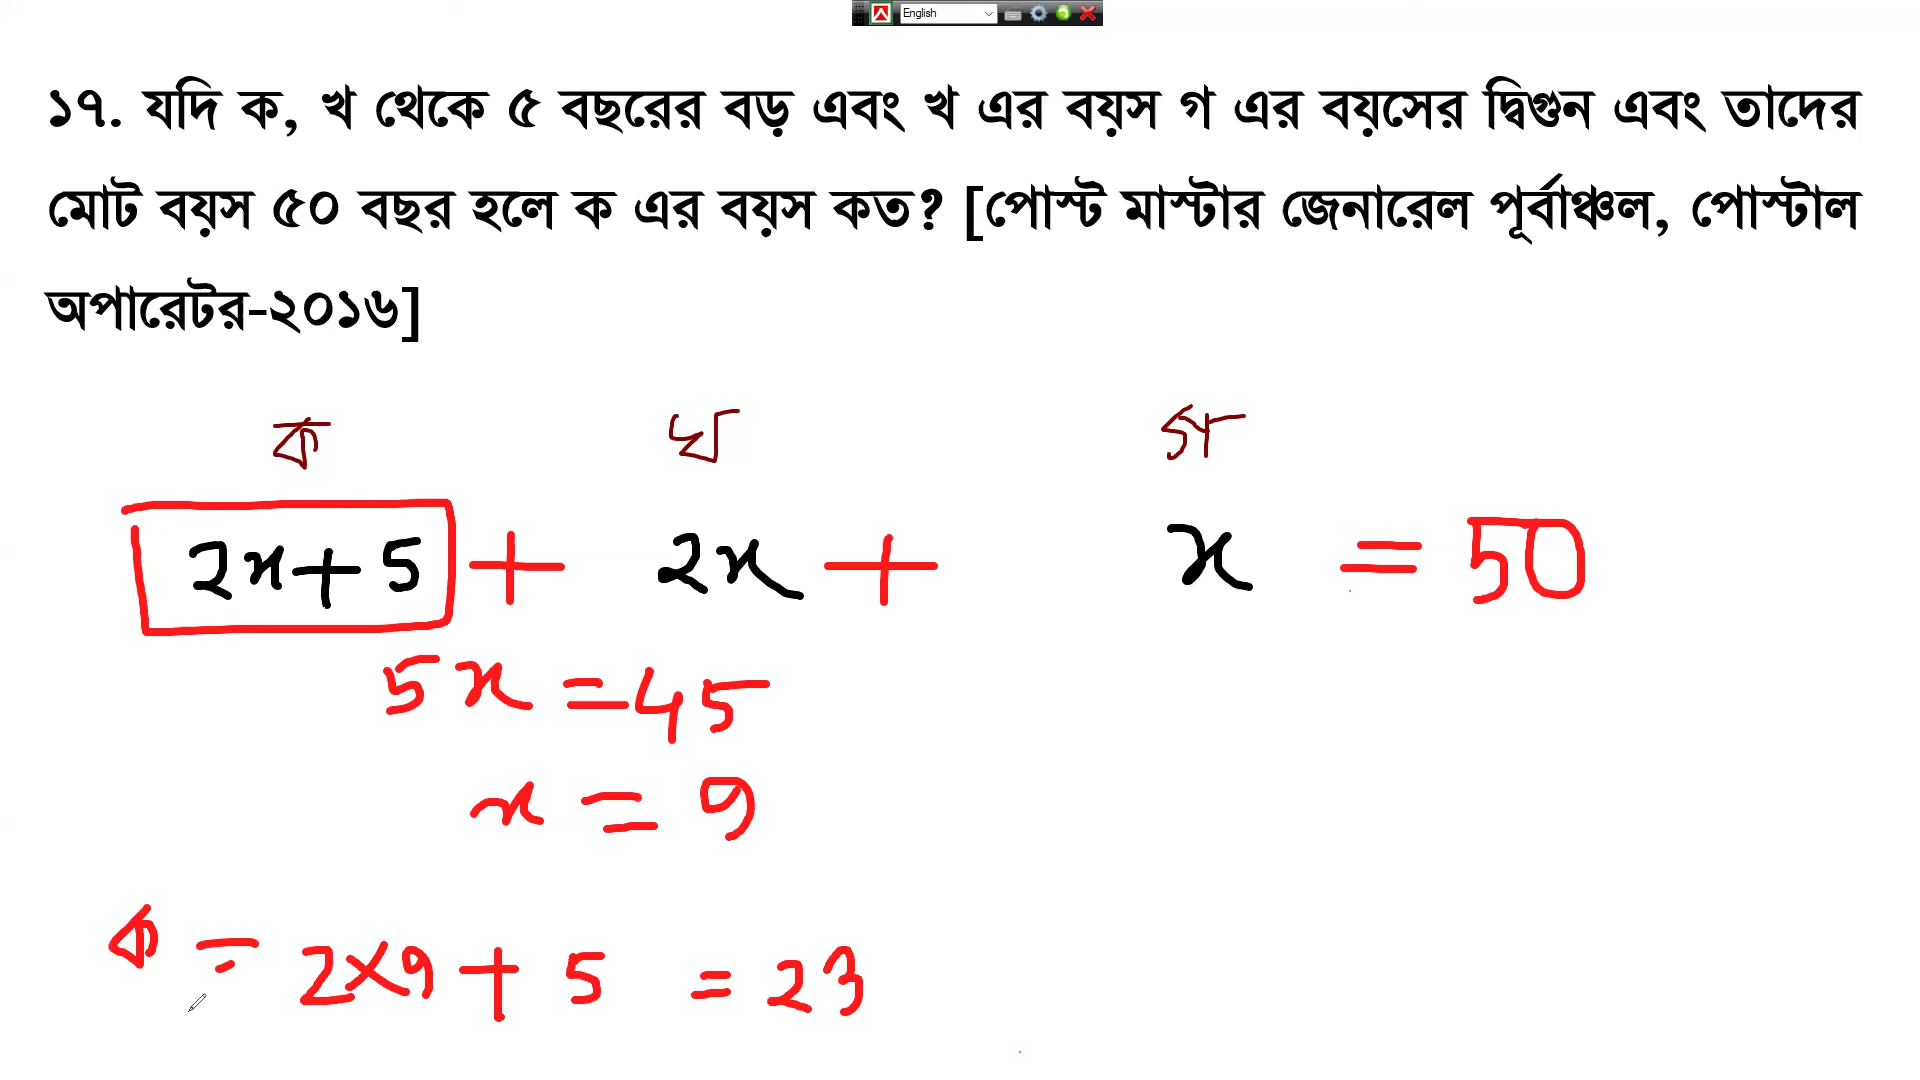 English
১৭. যদি ক, খ থেকে ৫ বছরের বড় এবং খ এর বয়স গ এর বয়সের দ্বিগুন এবং তাদের
মোট বয়স ৫০ বছর হলে ক এর বয়স কত? [পোস্ট মাস্টার জেনারেল পূর্বাঞ্চল, পোস্টাল
অপারেটর-২০১৬]
ক খ গ
2x+5 + 2x + x = 50
5x = 45
x = 9
ক = 2×9 + 5 = 23